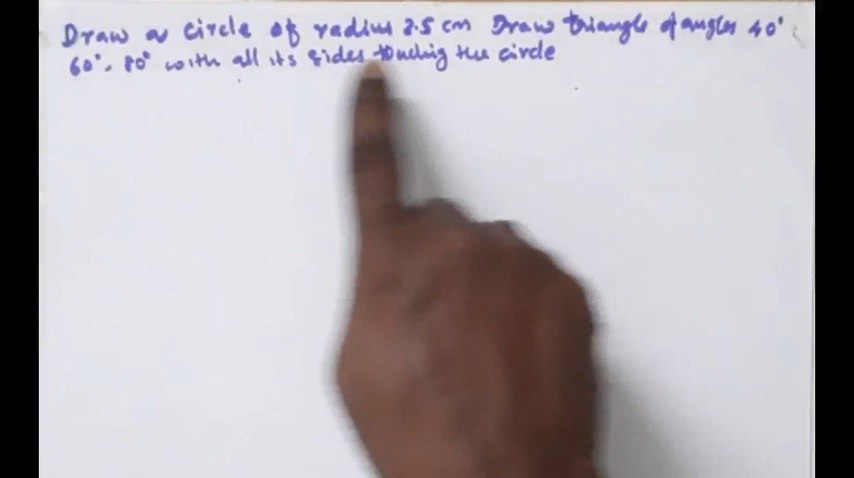 Draw a circle of radius 2.5 cm Draw triangle of angles 40°
60°, 80° with all its sides touching the circle